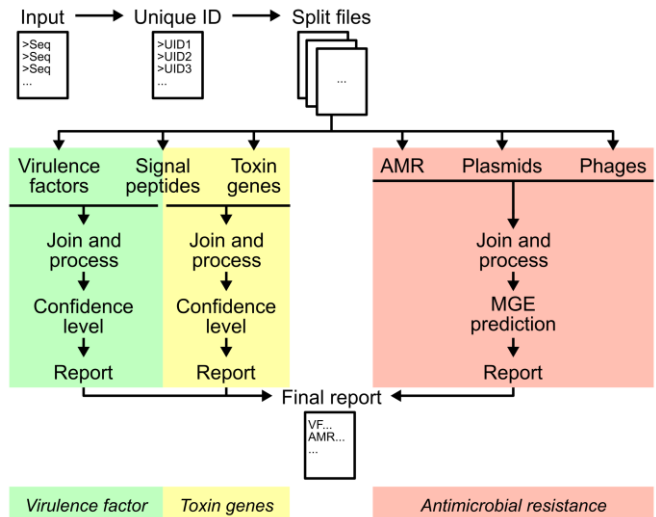 Input Unique ID Split files
>Seq
>Seq
>Seq
...
>UID1
>UID2
>UID3
...
...
Virulence
factors
Signal
peptides
Toxin
genes
AMR Plasmids Phages
Join and
process
Join and
process
Join and
process
Confidence
level
Confidence
level
MGE
prediction
Report Report Report
Final report
VF...
AMR...
...
Virulence factor Toxin genes Antimicrobial resistance